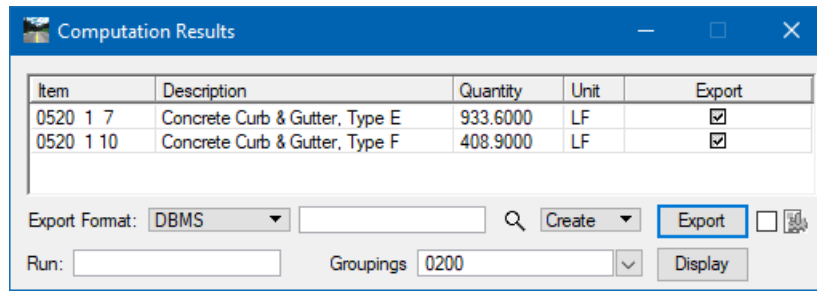 Computation Results
Item Description Quantity Unit Export
0520 1 7 Concrete Curb & Gutter, Type E 933.6000 LF
0520 1 10 Concrete Curb & Gutter, Type F 408.9000 LF
Export Format: DBMS Create Export
Run: Groupings 0200 Display